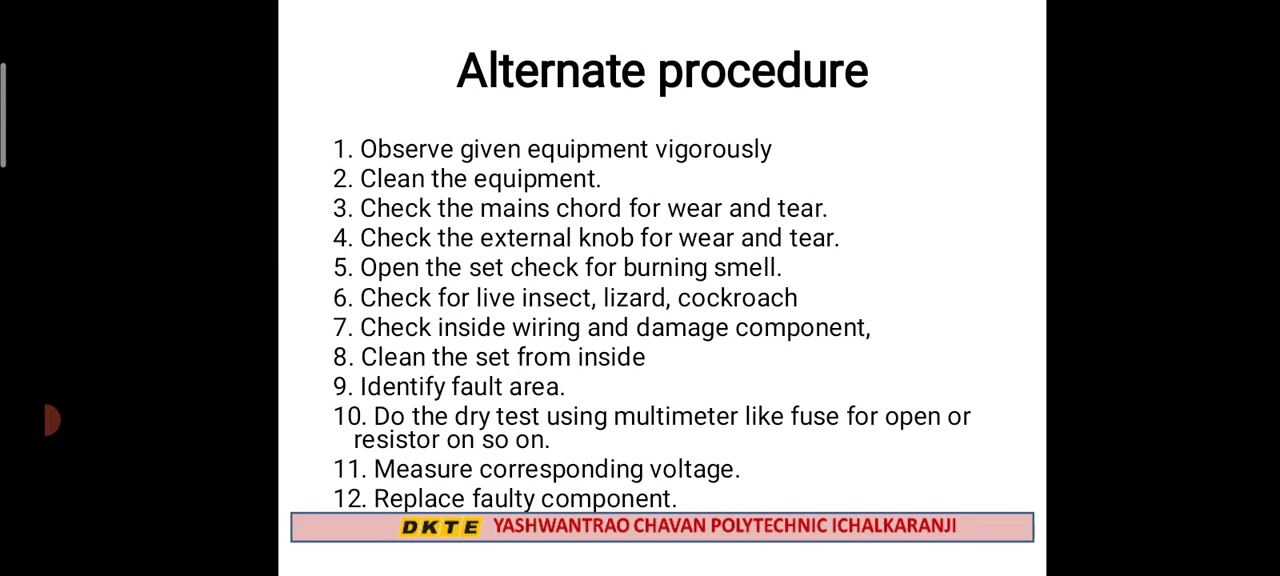 Alternate procedure
1. Observe given equipment vigorously
2. Clean the equipment.
3. Check the mains chord for wear and tear.
4. Check the external knob for wear and tear.
5. Open the set check for burning smell.
6. Check for live insect, lizard, cockroach
7. Check inside wiring and damage component,
8. Clean the set from inside
9. Identify fault area.
10. Do the dry test using multimeter like fuse for open or
resistor on so on.
11. Measure corresponding voltage.
12. Replace faulty component.
DKTE YASHWANTRAO CHAVAN POLYTECHNIC ICHALKARANJI